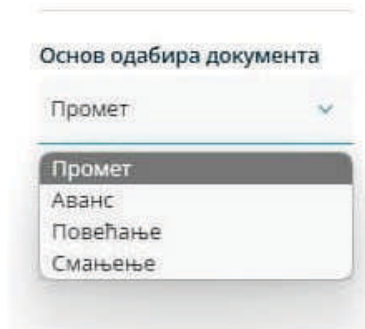 Основ одабира документа
Промет
Промет
Аванс
Повећање
Смањење